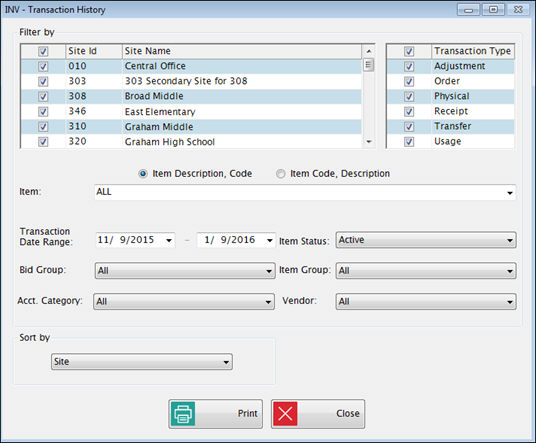 INV - Transaction History
Filter by
Site Id Site Name
010 Central Office
303 303 Secondary Site for 308
308 Broad Middle
346 East Elementary
310 Graham Middle
320 Graham High School
Transaction Type
Adjustment
Order
Physical
Receipt
Transfer
Usage
Item Description, Code Item Code, Description
Item: ALL
Transaction
Date Range: 11/ 9/2015 - 1/ 9/2016 Item Status: Active
Bid Group: All Item Group: All
Acct. Category: All Vendor: All
Sort by
Site
Print Close